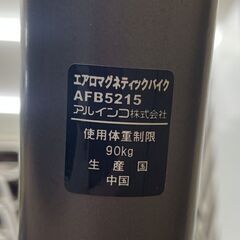 エアロマグネティックバイク
AFB5215
アルインコ株式会社
使用体重制限
90kg
生産国
中国